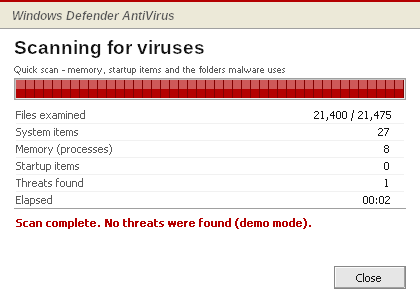 Windows Defender AntiVirus
Scanning for viruses
Quick scan - memory, startup items and the folders malware uses
Files examined 21,400 / 21,475
System items 27
Memory (processes) 8
Startup items 0
Threats found 1
Elapsed 00:02
Scan complete. No threats were found (demo mode).
Close